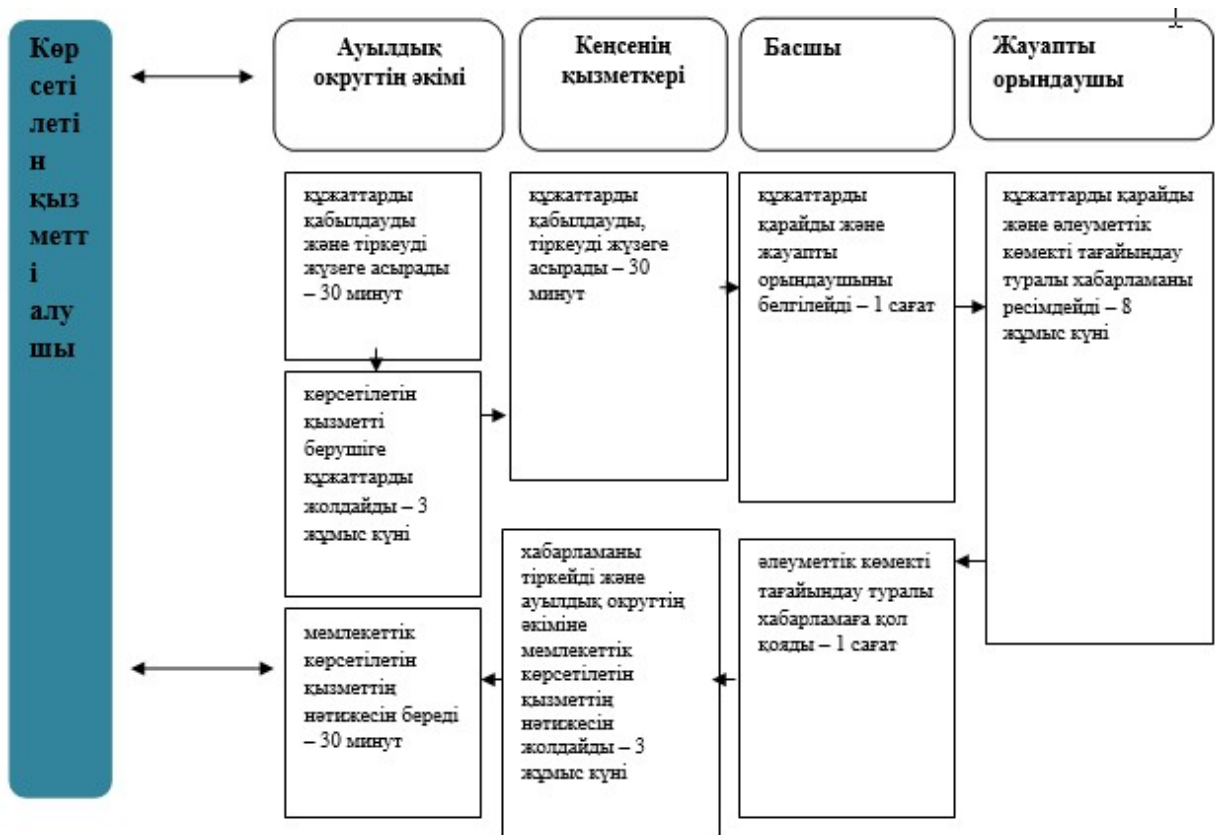 Көр
сеті
леті
н
қыз
метт
і
алу
шы
Ауылдық
округтің әкімі
Кеңсенің
қызметкері
Басшы
Жауапты
орындаушы
құжаттарды
қабылдауды
және тіркеуді
жүзеге асырады
– 30 минут
құжаттарды
қабылдауды,
тіркеуді жүзеге
асырады – 30
минут
құжаттарды
қарайды және
жауапты
орындаушыны
белгілейді – 1 сағат
құжаттарды қарайды
және әлеуметтік
көмекті тағайындау
туралы хабарламаны
ресімдейді – 8
жұмыс күні
көрсетілетін
қызметті
берушіге
құжаттарды
жолдайды – 3
жұмыс күні
мемлекеттік
көрсетілетін
қызметтің
нәтижесін береді
– 30 минут
хабарламаны
тіркейді және
ауылдық округтің
әкіміне
мемлекеттік
көрсетілетін
қызметтің
нәтижесін
жолдайды – 3
жұмыс күні
әлеуметтік көмекті
тағайындау туралы
хабарламаға қол
қояды – 1 сағат